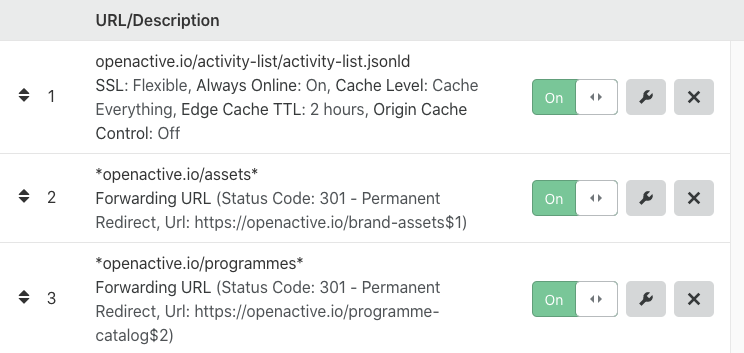 URL/Description
1
openactive.io/activity-list/activity-list.jsonld
SSL: Flexible, Always Online: On, Cache Level: Cache
Everything, Edge Cache TTL: 2 hours, Origin Cache
Control: Off
On
2
*openactive.io/assets*
Forwarding URL (Status Code: 301 - Permanent
Redirect, Url: https://openactive.io/brand-assets$1)
On
3
*openactive.io/programmes*
Forwarding URL (Status Code: 301 - Permanent
Redirect, Url: https://openactive.io/programme-
catalog$2)
On